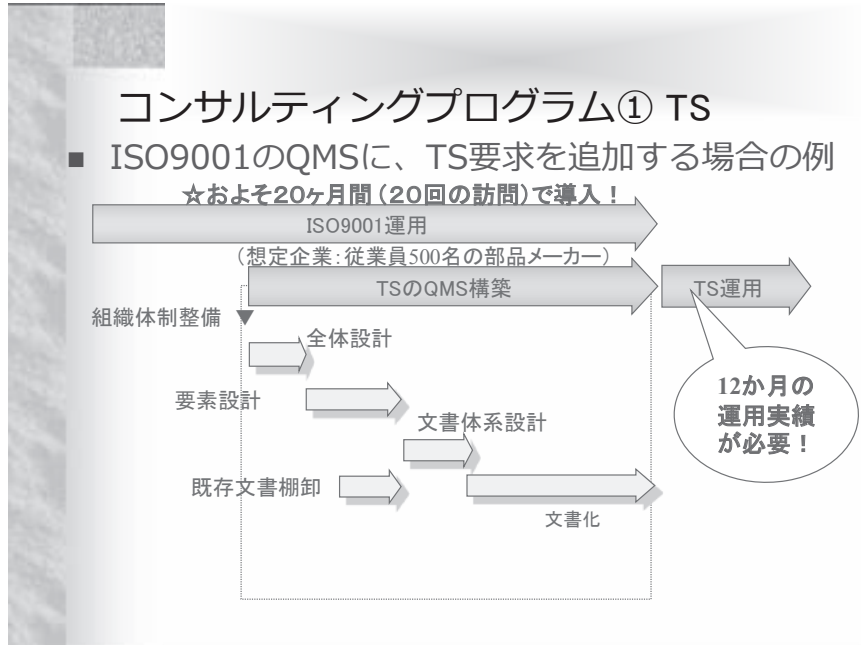 コンサルティングプログラム① TS
■ ISO9001のQMSに、TS要求を追加する場合の例
☆およそ20ヶ月間（20回の訪問）で導入！
ISO9001運用
（想定企業：従業員500名の部品メーカー）
TSのQMS構築
TS運用
組織体制整備
全体設計
要素設計
文書体系設計
既存文書棚卸
文書化
12か月の
運用実績
が必要！